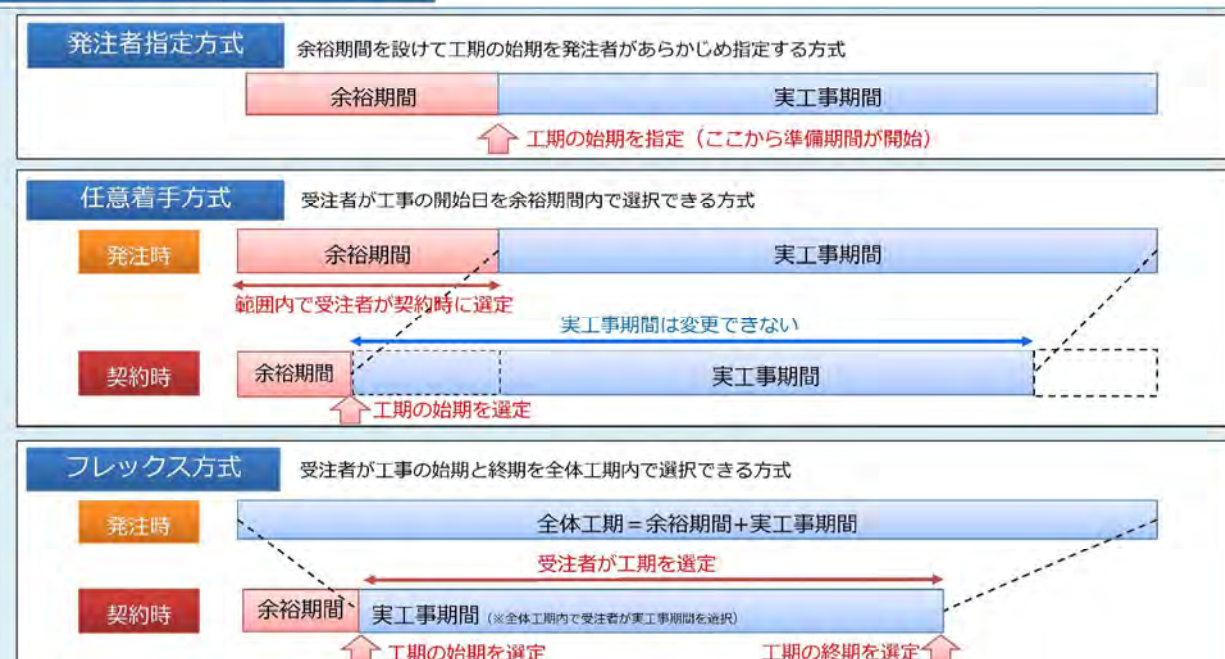 発注者指定方式
余裕期間を設けて工期の始期を発注者があらかじめ指定する方式
余裕期間
実工事期間
工期の始期を指定（ここから準備期間が開始）
任意着手方式
受注者が工事の開始日を余裕期間内で選択できる方式
発注時
余裕期間
実工事期間
範囲内で受注者が契約時に選定
実工事期間は変更できない
契約時
余裕期間
実工事期間
工期の始期を選定
フレックス方式
受注者が工事の始期と終期を全体工期内で選択できる方式
発注時
全体工期＝余裕期間+実工事期間
受注者が工期を選定
契約時
余裕期間
実工事期間（※全体工期内で受注者が実工事期間を選択）
工期の始期を選定
工期の終期を選定